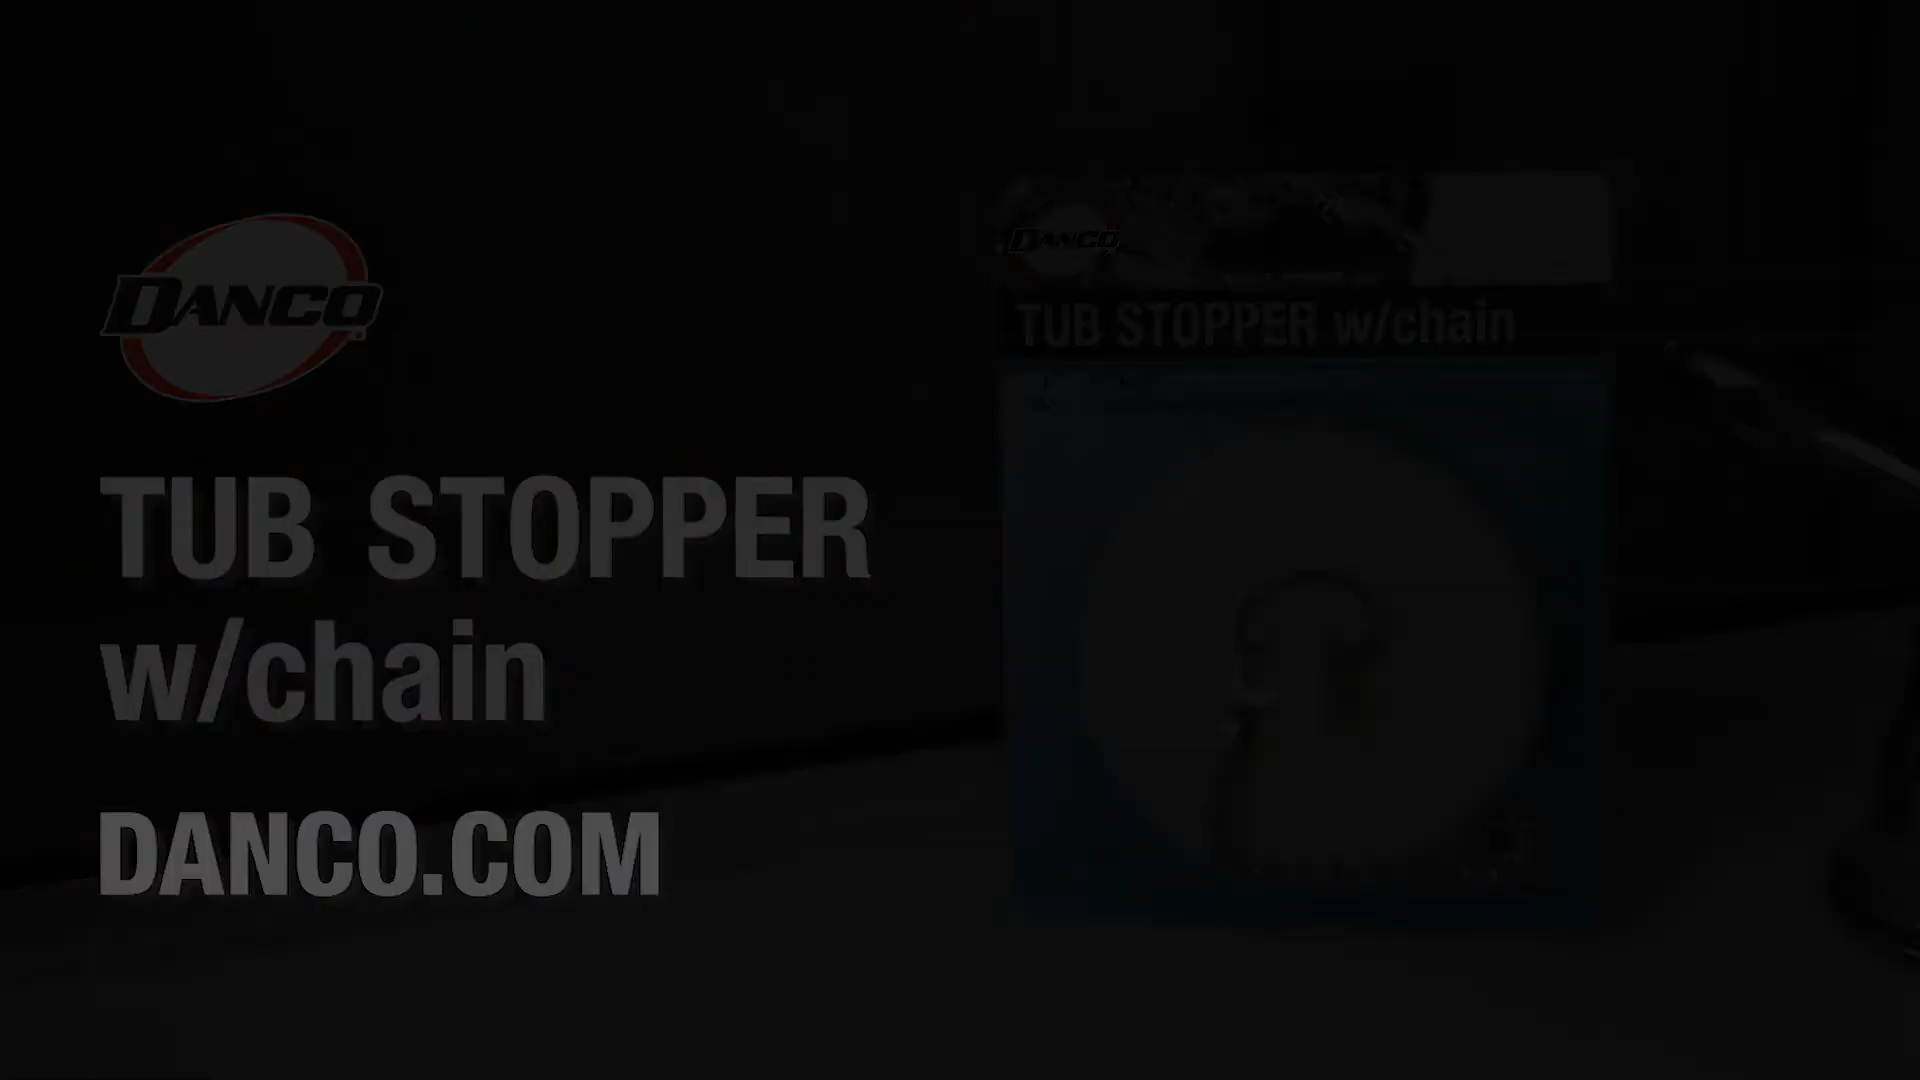 DANCO
TUB STOPPER
w/chain
DANCO.COM
DANCO
TUB STOPPER w/chain